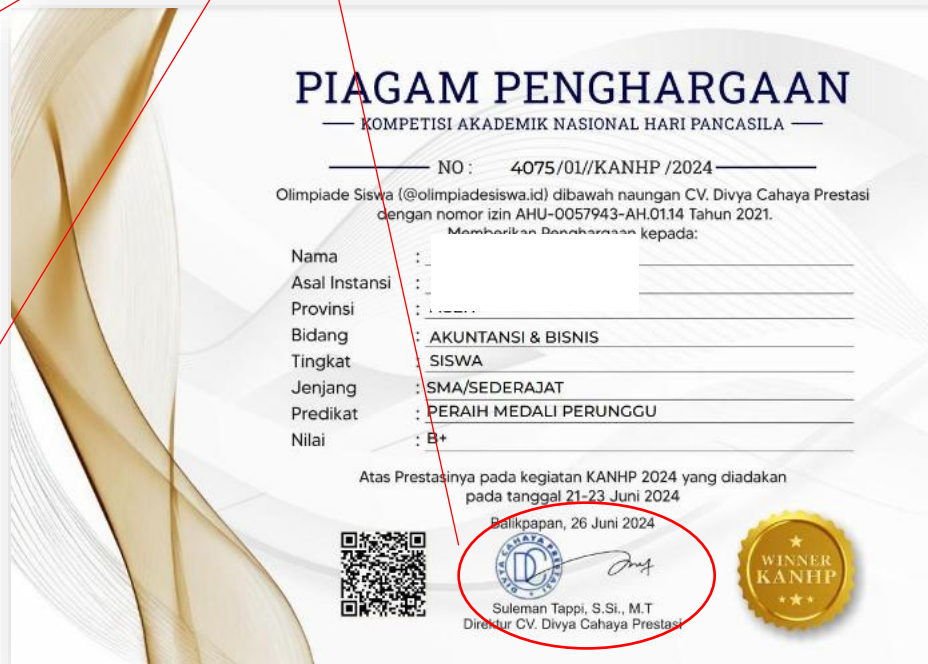 PIAGAM PENGHARGAAN
KOMPETISI AKADEMIK NASIONAL HARI PANCASILA
NO : 4075/01//KANHP /2024
Olimpiade Siswa (@olimpiadesiswa.id) dibawah naungan CV. Divya Cahaya Prestasi
dengan nomor izin AHU-0057943-AH.01.14 Tahun 2021.
Memberikan Penghargaan kepada:
Nama :
Asal Instansi :
Provinsi :
Bidang : AKUNTANSI & BISNIS
Tingkat : SISWA
Jenjang : SMA/SEDERAJAT
Predikat : PERAIH MEDALI PERUNGGU
Nilai : B+
Atas Prestasinya pada kegiatan KANHP 2024 yang diadakan
pada tanggal 21-23 Juni 2024
Balikpapan, 26 Juni 2024
DIVYA CAHAYA PRESTASI
DC
WINNER
KANHP
Suleman Tappi, S.Si., M.T
Direktur CV. Divya Cahaya Prestasi